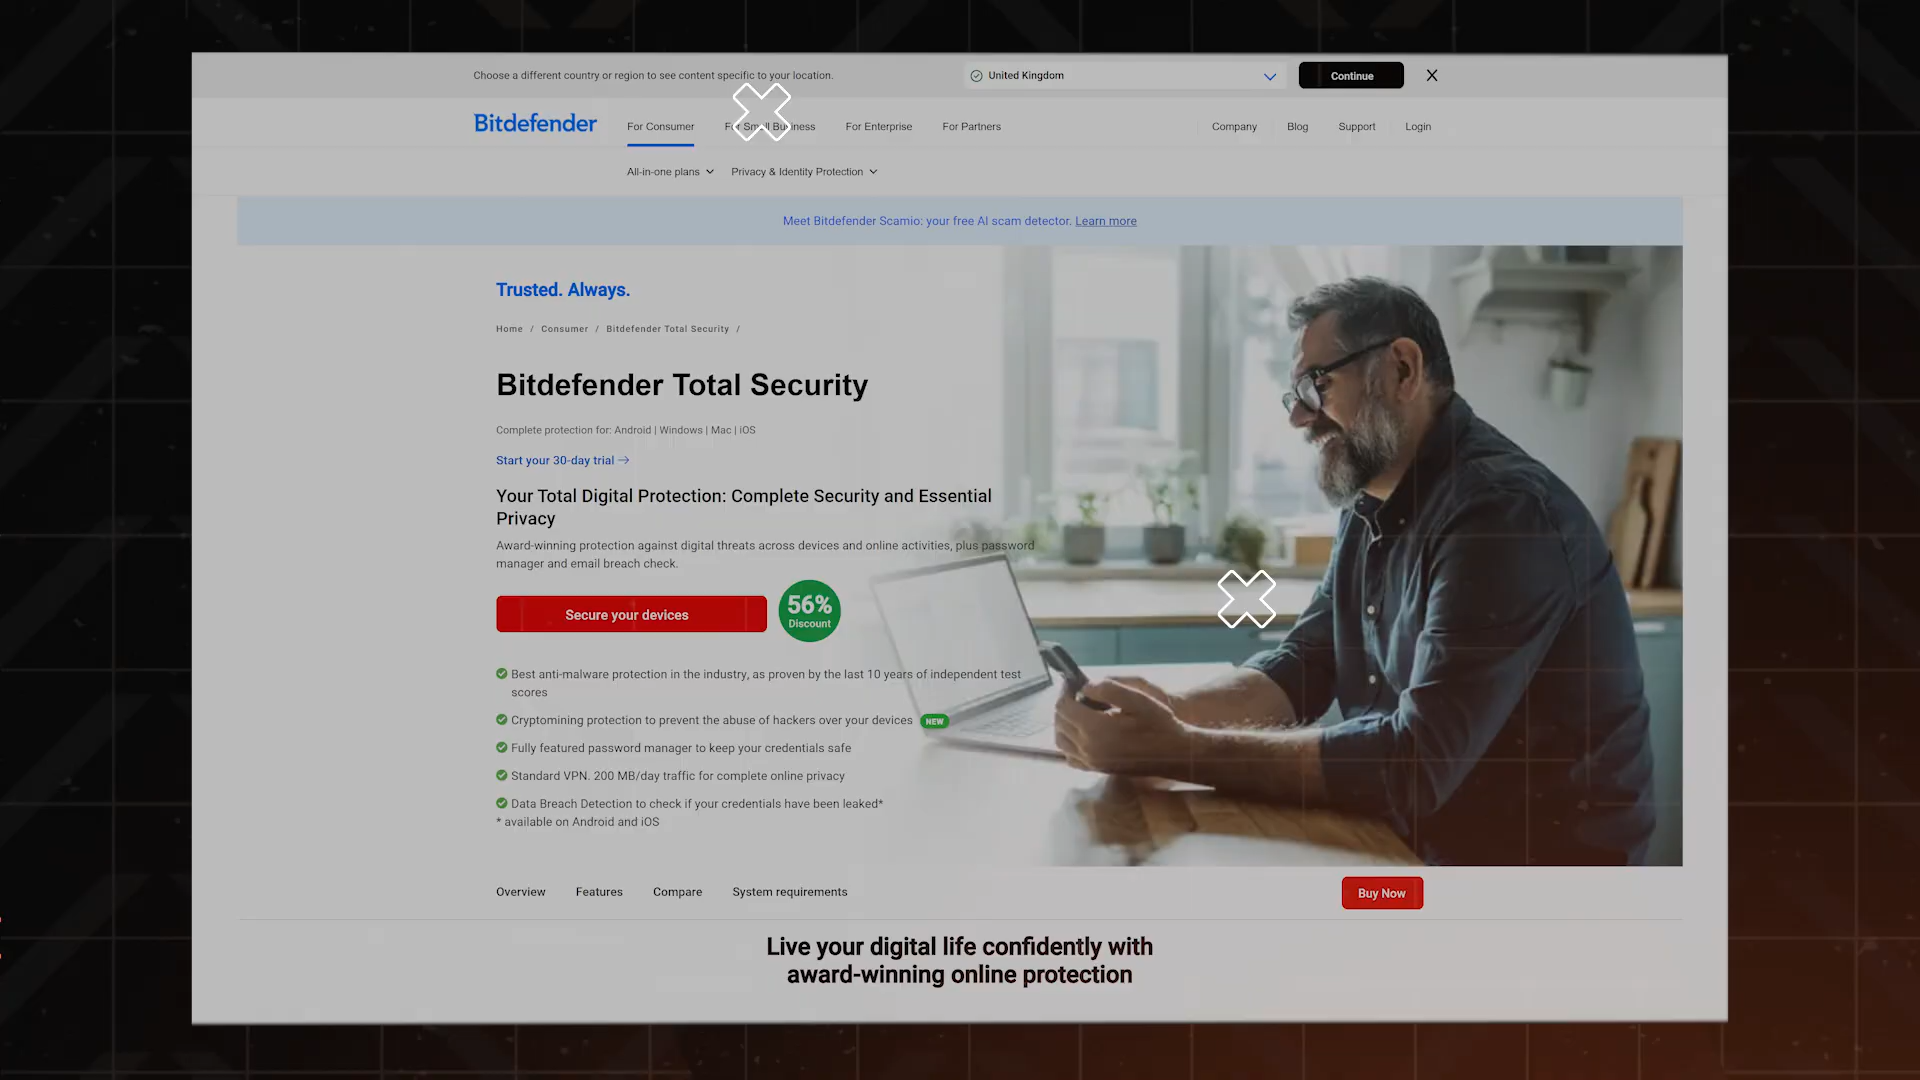 Choose a different country or region to see content specific to your location.
United Kingdom
Continue
Bitdefender
For Consumer
For Small Business
For Enterprise
For Partners
Company
Blog
Support
Login
All-in-one plans
Privacy & Identity Protection
Meet Bitdefender Scamio: your free AI scam detector. Learn more
Trusted. Always.
Home / Consumer / Bitdefender Total Security /
Bitdefender Total Security
Complete protection for: Android | Windows | Mac | iOS
Start your 30-day trial →
Your Total Digital Protection: Complete Security and Essential
Privacy
Award-winning protection against digital threats across devices and online activities, plus password
manager and email breach check.
Secure your devices
56%
Discount
Best anti-malware protection in the industry, as proven by the last 10 years of independent test
scores
Cryptomining protection to prevent the abuse of hackers over your devices NEW
Fully featured password manager to keep your credentials safe
Standard VPN. 200 MB/day traffic for complete online privacy
Data Breach Detection to check if your credentials have been leaked*
* available on Android and iOS
Overview
Features
Compare
System requirements
Buy Now
Live your digital life confidently with
award-winning online protection